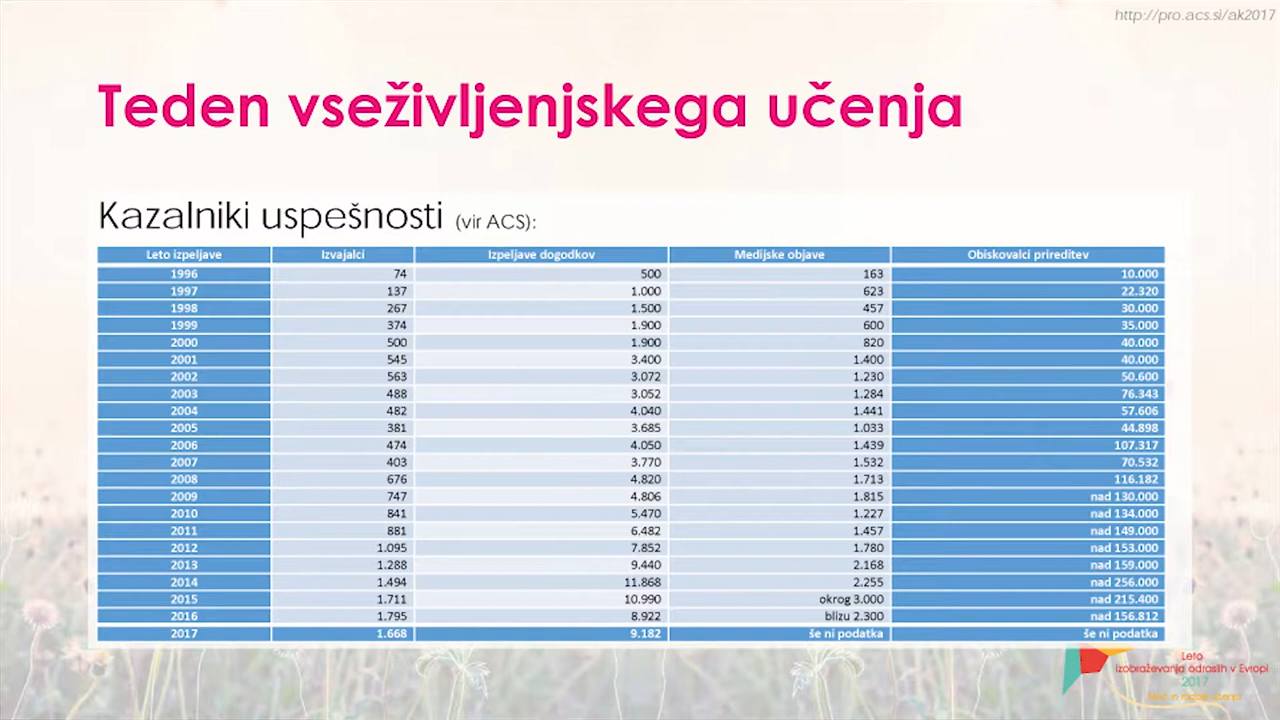 http://pro.acs.si/ak2017
Teden vseživljenjskega učenja
Kazalniki uspešnosti (vir ACS):
Leto izpeljave Izvajalci Izpeljave dogodkov Medijske objave Obiskovalci prireditev
1996 74 500 163 10.000
1997 137 1.000 623 22.320
1998 267 1.500 457 30.000
1999 374 1.900 600 35.000
2000 500 1.900 820 40.000
2001 545 3.400 1.400 40.000
2002 563 3.072 1.230 50.600
2003 488 3.052 1.284 76.343
2004 482 4.040 1.441 57.606
2005 381 3.685 1.033 44.898
2006 474 4.050 1.439 107.317
2007 403 3.770 1.532 70.532
2008 676 4.820 1.713 116.182
2009 747 4.806 1.815 nad 130.000
2010 841 5.470 1.227 nad 134.000
2011 881 6.482 1.457 nad 149.000
2012 1.095 7.852 1.780 nad 153.000
2013 1.288 9.440 2.168 nad 159.000
2014 1.494 11.868 2.255 nad 256.000
2015 1.711 10.990 okrog 3.000 nad 215.400
2016 1.795 8.922 blizu 2.300 nad 156.812
2017 1.668 9.182 še ni podatka še ni podatka
Leto
izobraževanja odraslih v Evropi
2017